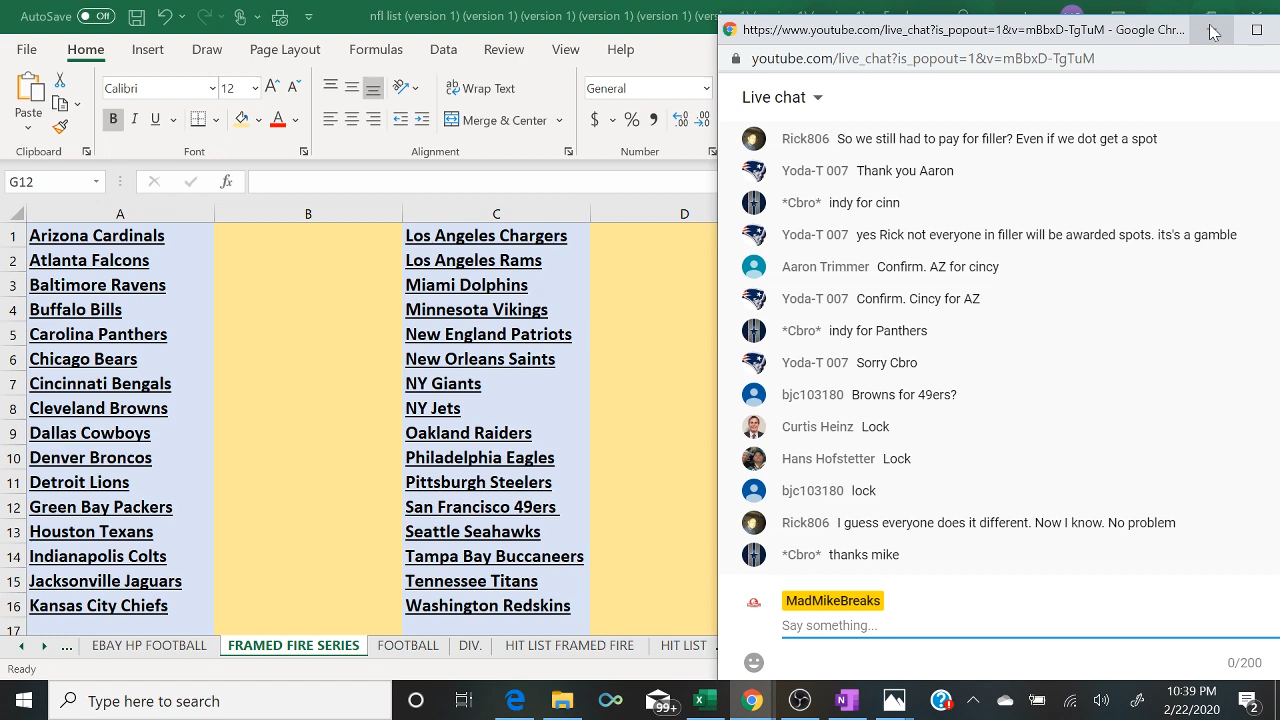 AutoSave Off nfl list (version 1) (version 1) (version 1) (version 1)
https://www.youtube.com/live_chat?is_popout=1&v=mBbxD-TgTuM - Google Chr...
youtube.com/live_chat?is_popout=1&v=mBbxD-TgTuM
File Home Insert Draw Page Layout Formulas Data Review View Help
Calibri 12
Wrap Text General
Paste
B I U
Merge & Center $ %
Clipboard Font Alignment Number
G12 fx
A B C D
1 Arizona Cardinals Los Angeles Chargers
2 Atlanta Falcons Los Angeles Rams
3 Baltimore Ravens Miami Dolphins
4 Buffalo Bills Minnesota Vikings
5 Carolina Panthers New England Patriots
6 Chicago Bears New Orleans Saints
7 Cincinnati Bengals NY Giants
8 Cleveland Browns NY Jets
9 Dallas Cowboys Oakland Raiders
10 Denver Broncos Philadelphia Eagles
11 Detroit Lions Pittsburgh Steelers
12 Green Bay Packers San Francisco 49ers
13 Houston Texans Seattle Seahawks
14 Indianapolis Colts Tampa Bay Buccaneers
15 Jacksonville Jaguars Tennessee Titans
16 Kansas City Chiefs Washington Redskins
17
... EBAY HP FOOTBALL FRAMED FIRE SERIES FOOTBALL DIV. HIT LIST FRAMED FIRE HIT LIST ...
Ready
Live chat
Rick806 So we still had to pay for filler? Even if we dot get a spot
Yoda-T 007 Thank you Aaron
*Cbro* indy for cinn
Yoda-T 007 yes Rick not everyone in filler will be awarded spots. its's a gamble
Aaron Trimmer Confirm. AZ for cincy
Yoda-T 007 Confirm. Cincy for AZ
*Cbro* indy for Panthers
Yoda-T 007 Sorry Cbro
bjc103180 Browns for 49ers?
Curtis Heinz Lock
Hans Hofstetter Lock
bjc103180 lock
Rick806 I guess everyone does it different. Now I know. No problem
*Cbro* thanks mike
MadMikeBreaks
Say something...
0/200
Type here to search
99+
10:39 PM
2/22/2020
2